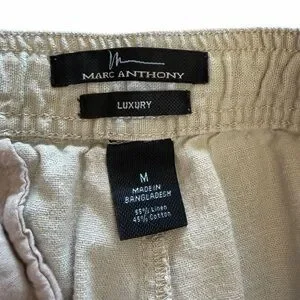 MARC ANTHONY
LUXURY
M
MADE IN
BANGLADESH
55% Linen
45% Cotton